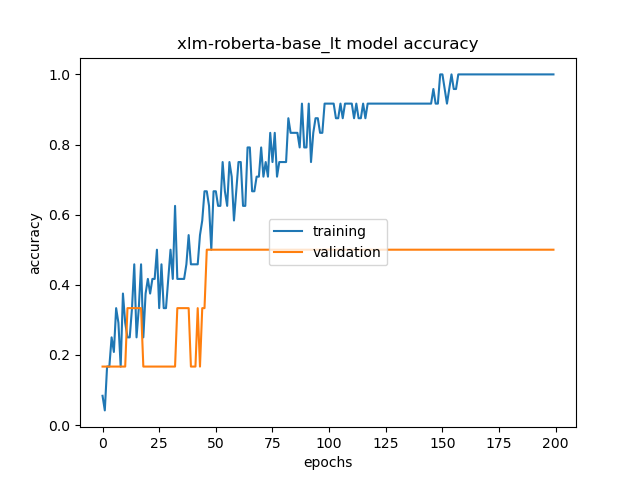 xlm-roberta-base_lt model accuracy
1.0
0.8
0.6
0.4
0.2
0.0
accuracy
training
validation
0 25 50 75 100 125 150 175 200
epochs